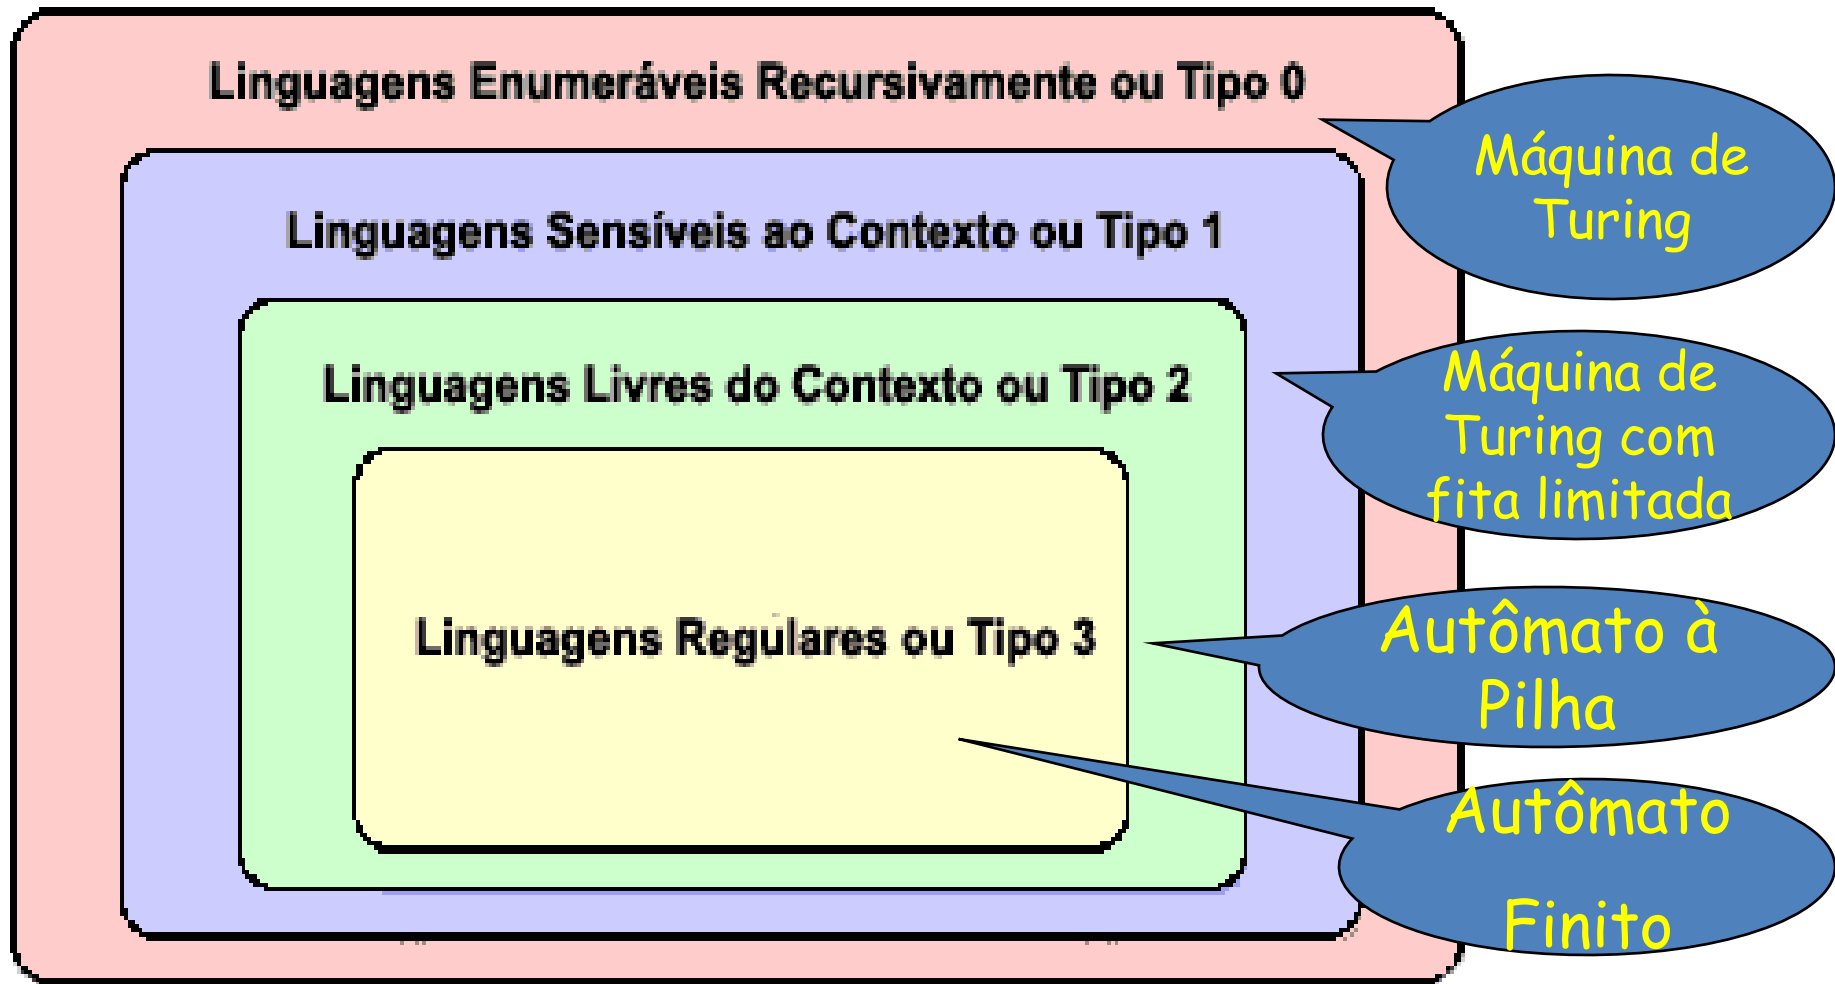 Linguagens Enumeráveis Recursivamente ou Tipo 0
Máquina de
Turing
Linguagens Sensíveis ao Contexto ou Tipo 1
Linguagens Livres do Contexto ou Tipo 2
Máquina de
Turing com
fita limitada
Linguagens Regulares ou Tipo 3
Autômato à
Pilha
Autômato
Finito